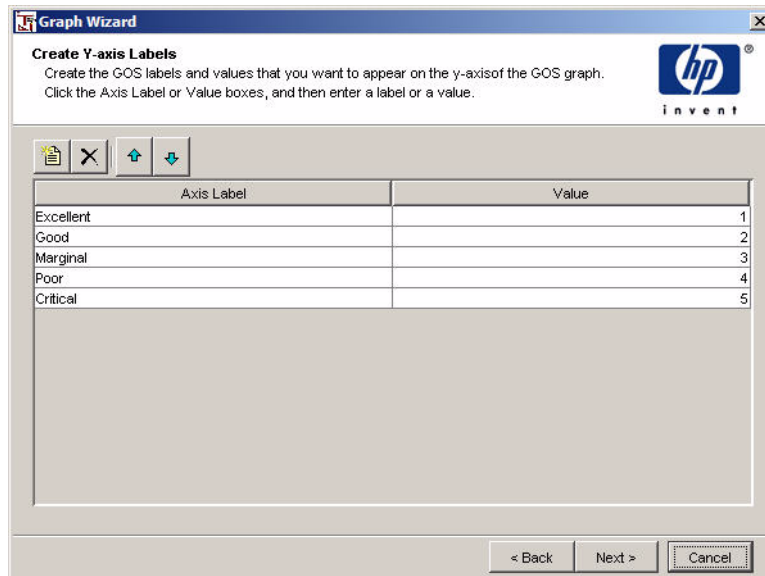 Graph Wizard
Create Y-axis Labels
Create the GOS labels and values that you want to appear on the y-axisof the GOS graph.
Click the Axis Label or Value boxes, and then enter a label or a value.
hp ®
invent
Axis Label Value
Excellent 1
Good 2
Marginal 3
Poor 4
Critical 5
< Back Next > Cancel